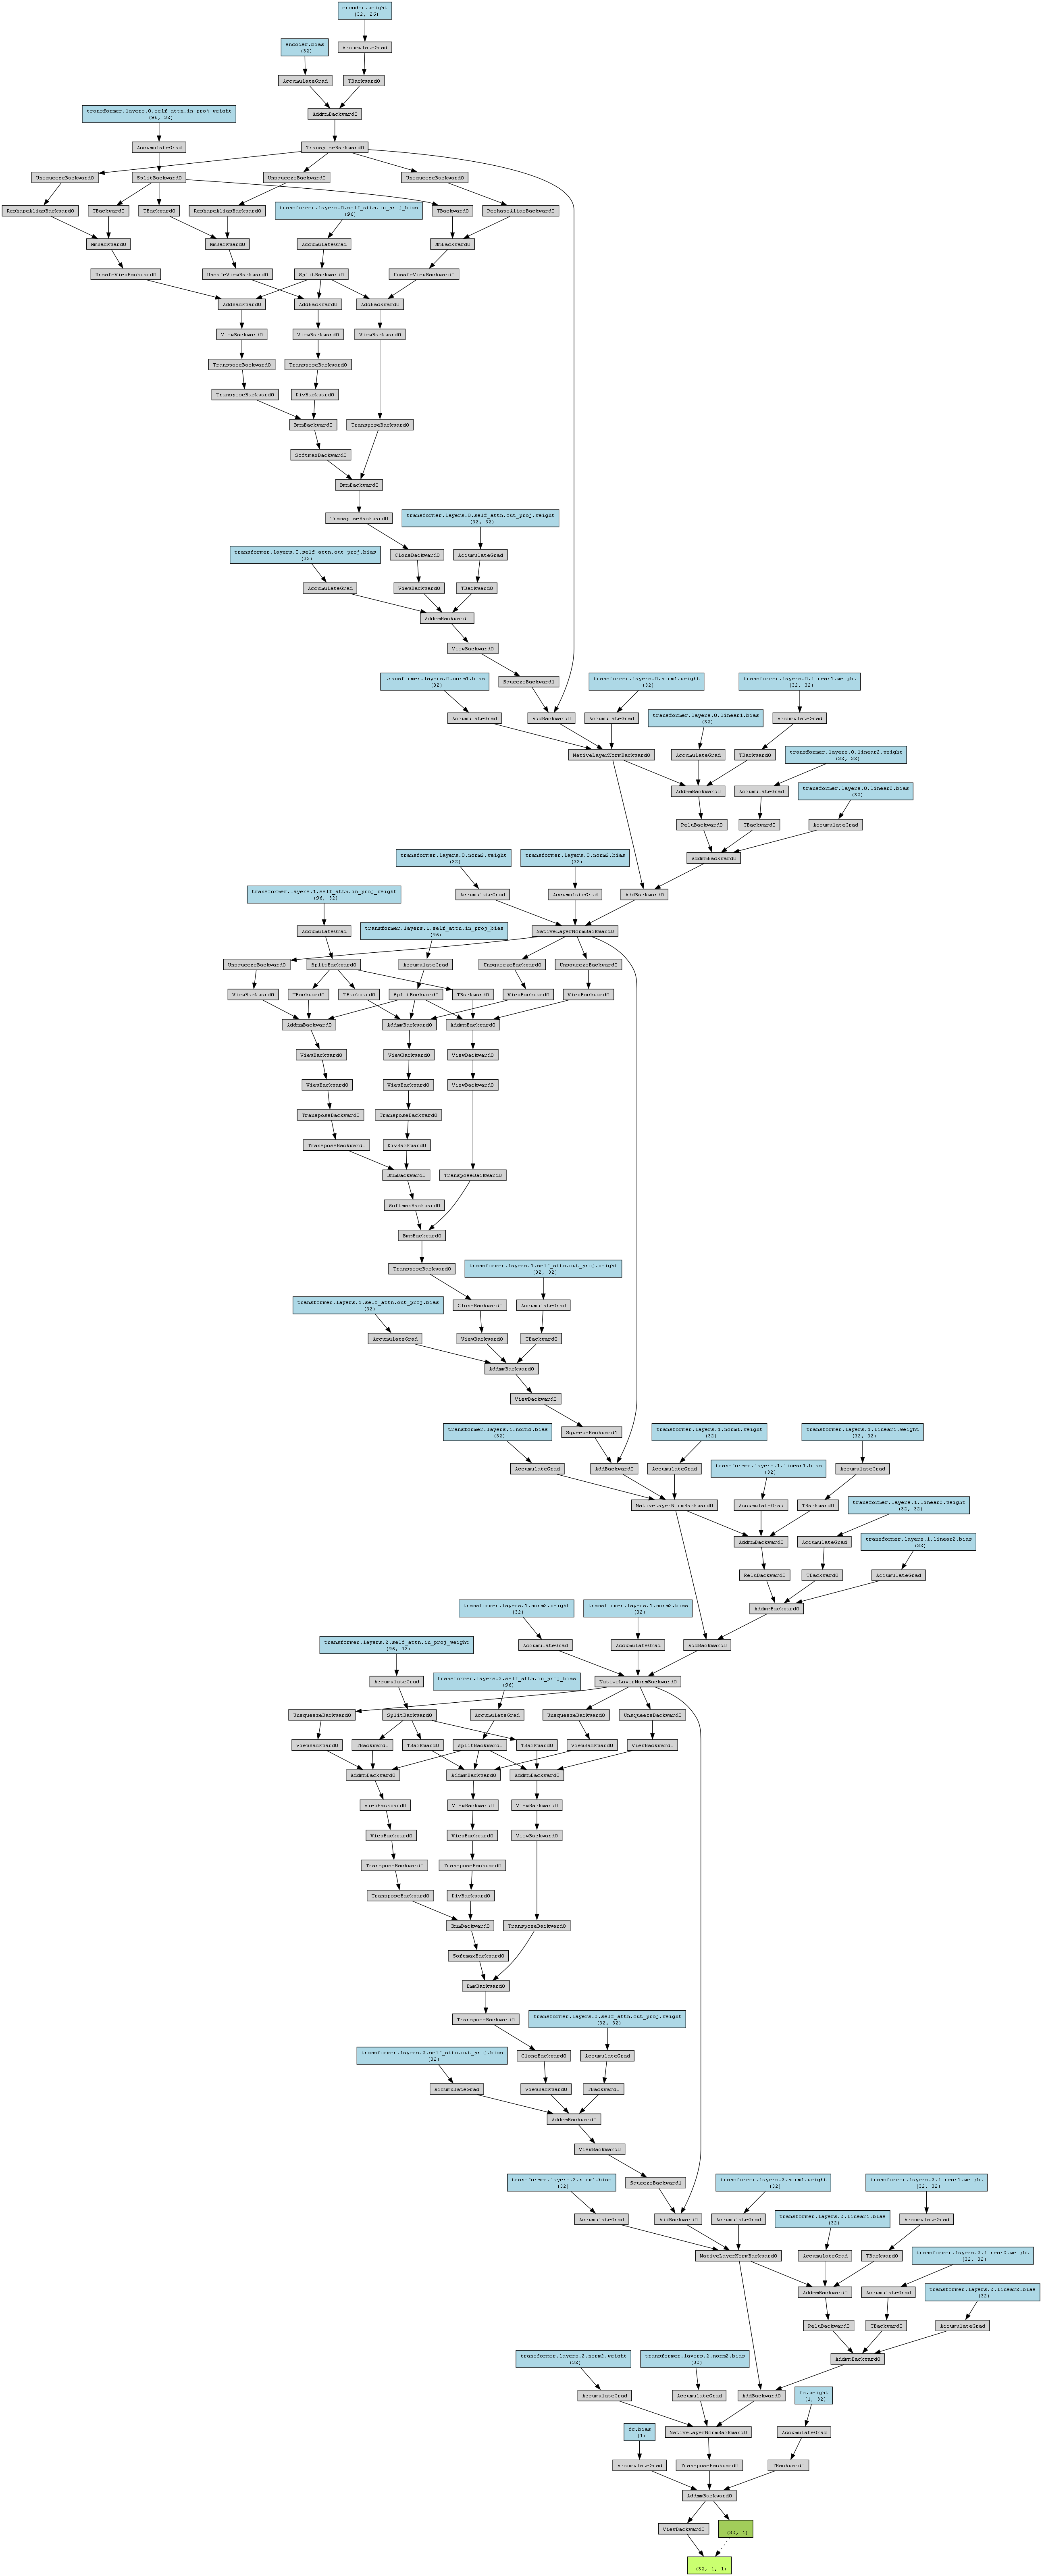 encoder.weight
(32, 26)
encoder.bias
(32)
AccumulateGrad
AccumulateGrad
TBackward0
transformer.layers.0.self_attn.in_proj_weight
(96, 32)
AddmmBackward0
AccumulateGrad
TransposeBackward0
UnsqueezeBackward0
SplitBackward0
UnsqueezeBackward0
UnsqueezeBackward0
ReshapeAliasBackward0
TBackward0
TBackward0
ReshapeAliasBackward0
transformer.layers.0.self_attn.in_proj_bias
(96)
TBackward0
ReshapeAliasBackward0
MmBackward0
MmBackward0
AccumulateGrad
MmBackward0
UnsafeViewBackward0
UnsafeViewBackward0
SplitBackward0
UnsafeViewBackward0
AddBackward0
AddBackward0
AddBackward0
ViewBackward0
ViewBackward0
ViewBackward0
TransposeBackward0
TransposeBackward0
TransposeBackward0
DivBackward0
BmmBackward0
TransposeBackward0
SoftmaxBackward0
BmmBackward0
TransposeBackward0
transformer.layers.0.self_attn.out_proj.weight
(32, 32)
transformer.layers.0.self_attn.out_proj.bias
(32)
CloneBackward0
AccumulateGrad
AccumulateGrad
ViewBackward0
TBackward0
AddmmBackward0
ViewBackward0
transformer.layers.0.norm1.bias
(32)
SqueezeBackward1
transformer.layers.0.norm1.weight
(32)
transformer.layers.0.linear1.weight
(32, 32)
AccumulateGrad
AddBackward0
AccumulateGrad
transformer.layers.0.linear1.bias
(32)
AccumulateGrad
NativeLayerNormBackward0
AccumulateGrad
TBackward0
transformer.layers.0.linear2.weight
(32, 32)
AddmmBackward0
AccumulateGrad
transformer.layers.0.linear2.bias
(32)
ReluBackward0
TBackward0
AccumulateGrad
transformer.layers.0.norm2.weight
(32)
transformer.layers.0.norm2.bias
(32)
AddmmBackward0
transformer.layers.1.self_attn.in_proj_weight
(96, 32)
AccumulateGrad
AccumulateGrad
AddBackward0
AccumulateGrad
transformer.layers.1.self_attn.in_proj_bias
(96)
NativeLayerNormBackward0
UnsqueezeBackward0
SplitBackward0
AccumulateGrad
UnsqueezeBackward0
UnsqueezeBackward0
ViewBackward0
TBackward0
TBackward0
SplitBackward0
TBackward0
ViewBackward0
ViewBackward0
AddmmBackward0
AddmmBackward0
AddmmBackward0
ViewBackward0
ViewBackward0
ViewBackward0
ViewBackward0
ViewBackward0
ViewBackward0
TransposeBackward0
TransposeBackward0
TransposeBackward0
DivBackward0
BmmBackward0
TransposeBackward0
SoftmaxBackward0
BmmBackward0
TransposeBackward0
transformer.layers.1.self_attn.out_proj.weight
(32, 32)
transformer.layers.1.self_attn.out_proj.bias
(32)
CloneBackward0
AccumulateGrad
AccumulateGrad
ViewBackward0
TBackward0
AddmmBackward0
ViewBackward0
transformer.layers.1.norm1.bias
(32)
SqueezeBackward1
transformer.layers.1.norm1.weight
(32)
transformer.layers.1.linear1.weight
(32, 32)
AccumulateGrad
AddBackward0
AccumulateGrad
transformer.layers.1.linear1.bias
(32)
AccumulateGrad
NativeLayerNormBackward0
AccumulateGrad
TBackward0
transformer.layers.1.linear2.weight
(32, 32)
AddmmBackward0
AccumulateGrad
transformer.layers.1.linear2.bias
(32)
ReluBackward0
TBackward0
AccumulateGrad
transformer.layers.1.norm2.weight
(32)
transformer.layers.1.norm2.bias
(32)
AddmmBackward0
transformer.layers.2.self_attn.in_proj_weight
(96, 32)
AccumulateGrad
AccumulateGrad
AddBackward0
AccumulateGrad
transformer.layers.2.self_attn.in_proj_bias
(96)
NativeLayerNormBackward0
UnsqueezeBackward0
SplitBackward0
AccumulateGrad
UnsqueezeBackward0
UnsqueezeBackward0
ViewBackward0
TBackward0
TBackward0
SplitBackward0
TBackward0
ViewBackward0
ViewBackward0
AddmmBackward0
AddmmBackward0
AddmmBackward0
ViewBackward0
ViewBackward0
ViewBackward0
ViewBackward0
ViewBackward0
ViewBackward0
TransposeBackward0
TransposeBackward0
TransposeBackward0
DivBackward0
BmmBackward0
TransposeBackward0
SoftmaxBackward0
BmmBackward0
TransposeBackward0
transformer.layers.2.self_attn.out_proj.weight
(32, 32)
transformer.layers.2.self_attn.out_proj.bias
(32)
CloneBackward0
AccumulateGrad
AccumulateGrad
ViewBackward0
TBackward0
AddmmBackward0
ViewBackward0
transformer.layers.2.norm1.bias
(32)
SqueezeBackward1
transformer.layers.2.norm1.weight
(32)
transformer.layers.2.linear1.weight
(32, 32)
AccumulateGrad
AddBackward0
AccumulateGrad
transformer.layers.2.linear1.bias
(32)
AccumulateGrad
NativeLayerNormBackward0
AccumulateGrad
TBackward0
transformer.layers.2.linear2.weight
(32, 32)
AddmmBackward0
AccumulateGrad
transformer.layers.2.linear2.bias
(32)
ReluBackward0
TBackward0
AccumulateGrad
transformer.layers.2.norm2.weight
(32)
transformer.layers.2.norm2.bias
(32)
AddmmBackward0
AccumulateGrad
AccumulateGrad
AddBackward0
fc.weight
(1, 32)
fc.bias
(1)
NativeLayerNormBackward0
AccumulateGrad
AccumulateGrad
TransposeBackward0
TBackward0
AddmmBackward0
ViewBackward0
(32, 1)
(32, 1, 1)